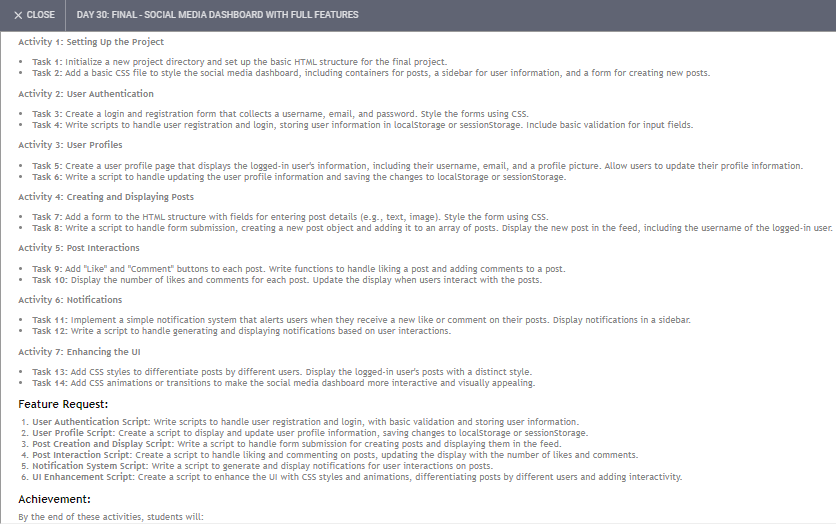 CLOSE
DAY 30: FINAL - SOCIAL MEDIA DASHBOARD WITH FULL FEATURES
Activity 1: Setting Up the Project
• Task 1: Initialize a new project directory and set up the basic HTML structure for the final project.
• Task 2: Add a basic CSS file to style the social media dashboard, including containers for posts, a sidebar for user information, and a form for creating new posts.
Activity 2: User Authentication
• Task 3: Create a login and registration form that collects a username, email, and password. Style the forms using CSS.
• Task 4: Write scripts to handle user registration and login, storing user information in localStorage or sessionStorage. Include basic validation for input fields.
Activity 3: User Profiles
• Task 5: Create a user profile page that displays the logged-in user's information, including their username, email, and a profile picture. Allow users to update their profile information.
• Task 6: Write a script to handle updating the user profile information and saving the changes to localStorage or sessionStorage.
Activity 4: Creating and Displaying Posts
• Task 7: Add a form to the HTML structure with fields for entering post details (e.g., text, image). Style the form using CSS.
• Task 8: Write a script to handle form submission, creating a new post object and adding it to an array of posts. Display the new post in the feed, including the username of the logged-in user.
Activity 5: Post Interactions
• Task 9: Add "Like" and "Comment" buttons to each post. Write functions to handle liking a post and adding comments to a post.
• Task 10: Display the number of likes and comments for each post. Update the display when users interact with the posts.
Activity 6: Notifications
• Task 11: Implement a simple notification system that alerts users when they receive a new like or comment on their posts. Display notifications in a sidebar.
• Task 12: Write a script to handle generating and displaying notifications based on user interactions.
Activity 7: Enhancing the UI
• Task 13: Add CSS styles to differentiate posts by different users. Display the logged-in user's posts with a distinct style.
• Task 14: Add CSS animations or transitions to make the social media dashboard more interactive and visually appealing.
Feature Request:
1. User Authentication Script: Write scripts to handle user registration and login, with basic validation and storing user information.
2. User Profile Script: Create a script to display and update user profile information, saving changes to localStorage or sessionStorage.
3. Post Creation and Display Script: Write a script to handle form submission for creating posts and displaying them in the feed.
4. Post Interaction Script: Create a script to handle liking and commenting on posts, updating the display with the number of likes and comments.
5. Notification System Script: Write a script to generate and display notifications for user interactions on posts.
6. UI Enhancement Script: Create a script to enhance the UI with CSS styles and animations, differentiating posts by different users and adding interactivity.
Achievement:
By the end of these activities, students will: